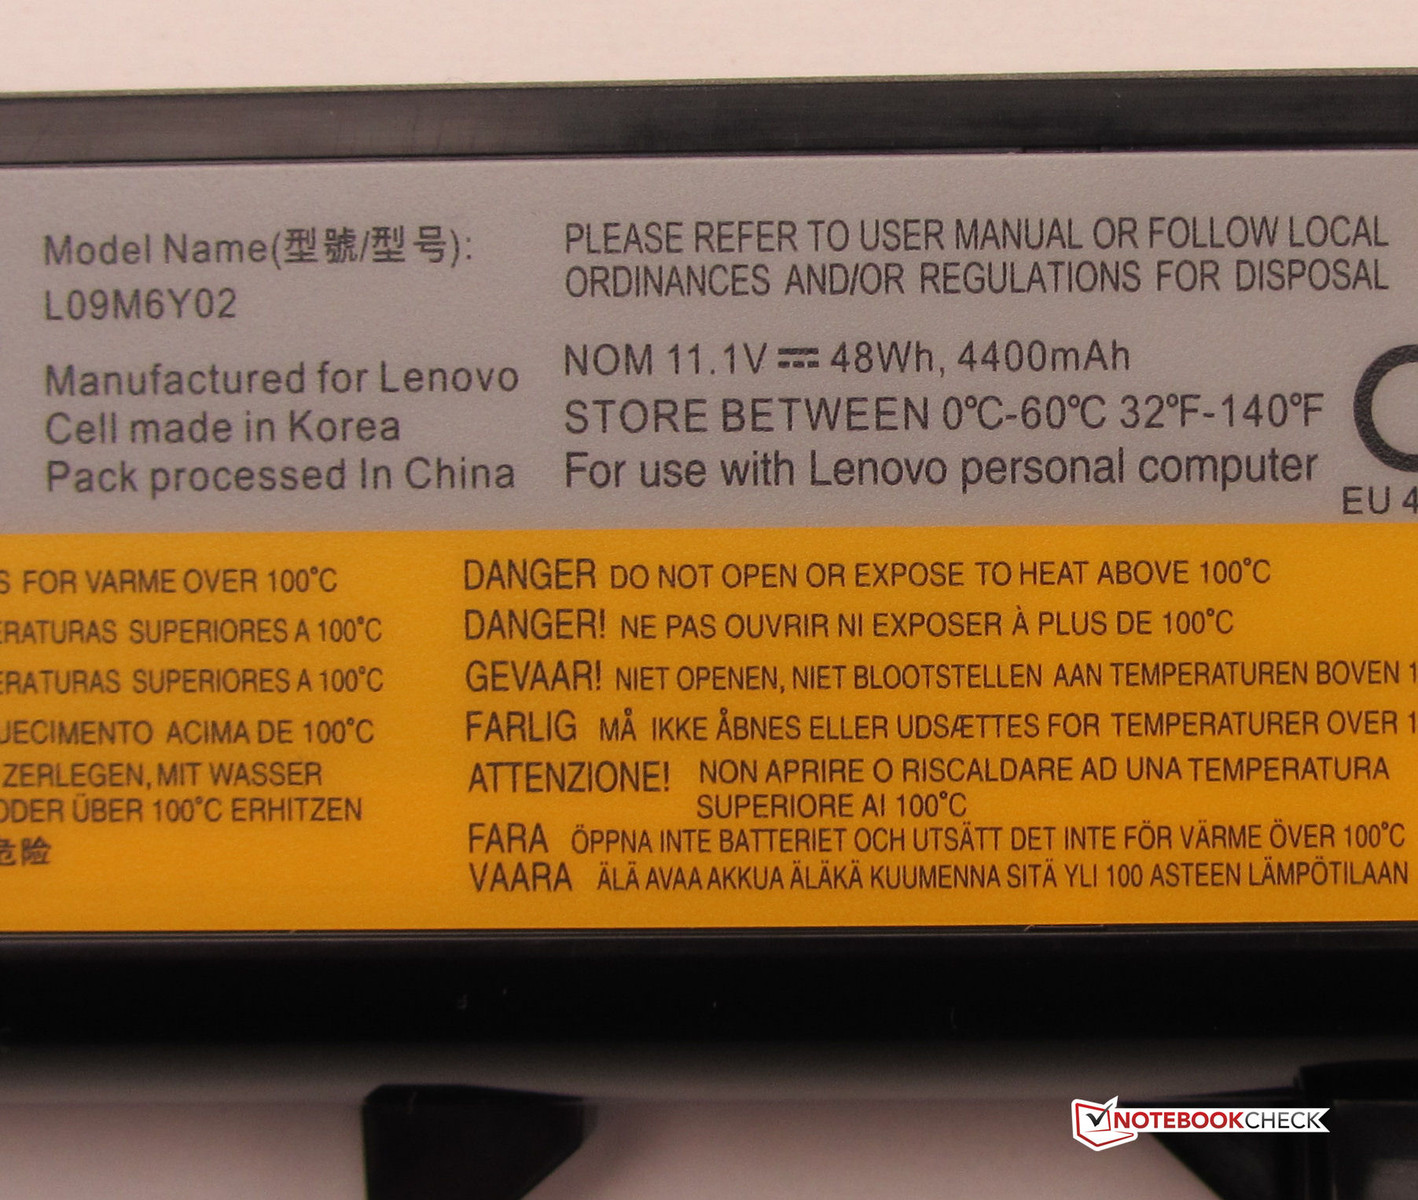 Model Name(型號/型号):
L09M6Y02
Manufactured for Lenovo
Cell made in Korea
Pack processed In China
PLEASE REFER TO USER MANUAL OR FOLLOW LOCAL
ORDINANCES AND/OR REGULATIONS FOR DISPOSAL
NOM 11.1V ⎓ 48Wh, 4400mAh
STORE BETWEEN 0°C-60°C 32°F-140°F
For use with Lenovo personal computer
EU 4
FOR VARME OVER 100°C
SUPERIORES A 100°C
SUPERIORES A 100°C
ACIMA DE 100°C
ZERLEGEN, MIT WASSER
ODER ÜBER 100°C ERHITZEN
危险
DANGER DO NOT OPEN OR EXPOSE TO HEAT ABOVE 100°C
DANGER! NE PAS OUVRIR NI EXPOSER À PLUS DE 100°C
GEVAAR! NIET OPENEN, NIET BLOOTSTELLEN AAN TEMPERATUREN BOVEN 1
FARLIG MÅ IKKE ÅBNES ELLER UDSÆTTES FOR TEMPERATURER OVER 1
ATTENZIONE! NON APRIRE O RISCALDARE AD UNA TEMPERATURA
SUPERIORE AI 100°C
FARA ÖPPNA INTE BATTERIET OCH UTSÄTT DET INTE FÖR VÄRME ÖVER 100°C
VAARA ÄLÄ AVAA AKKUA ÄLÄKÄ KUUMENNA SITÄ YLI 100 ASTEEN LÄMPÖTILAAN
NOTEBOOKCHECK